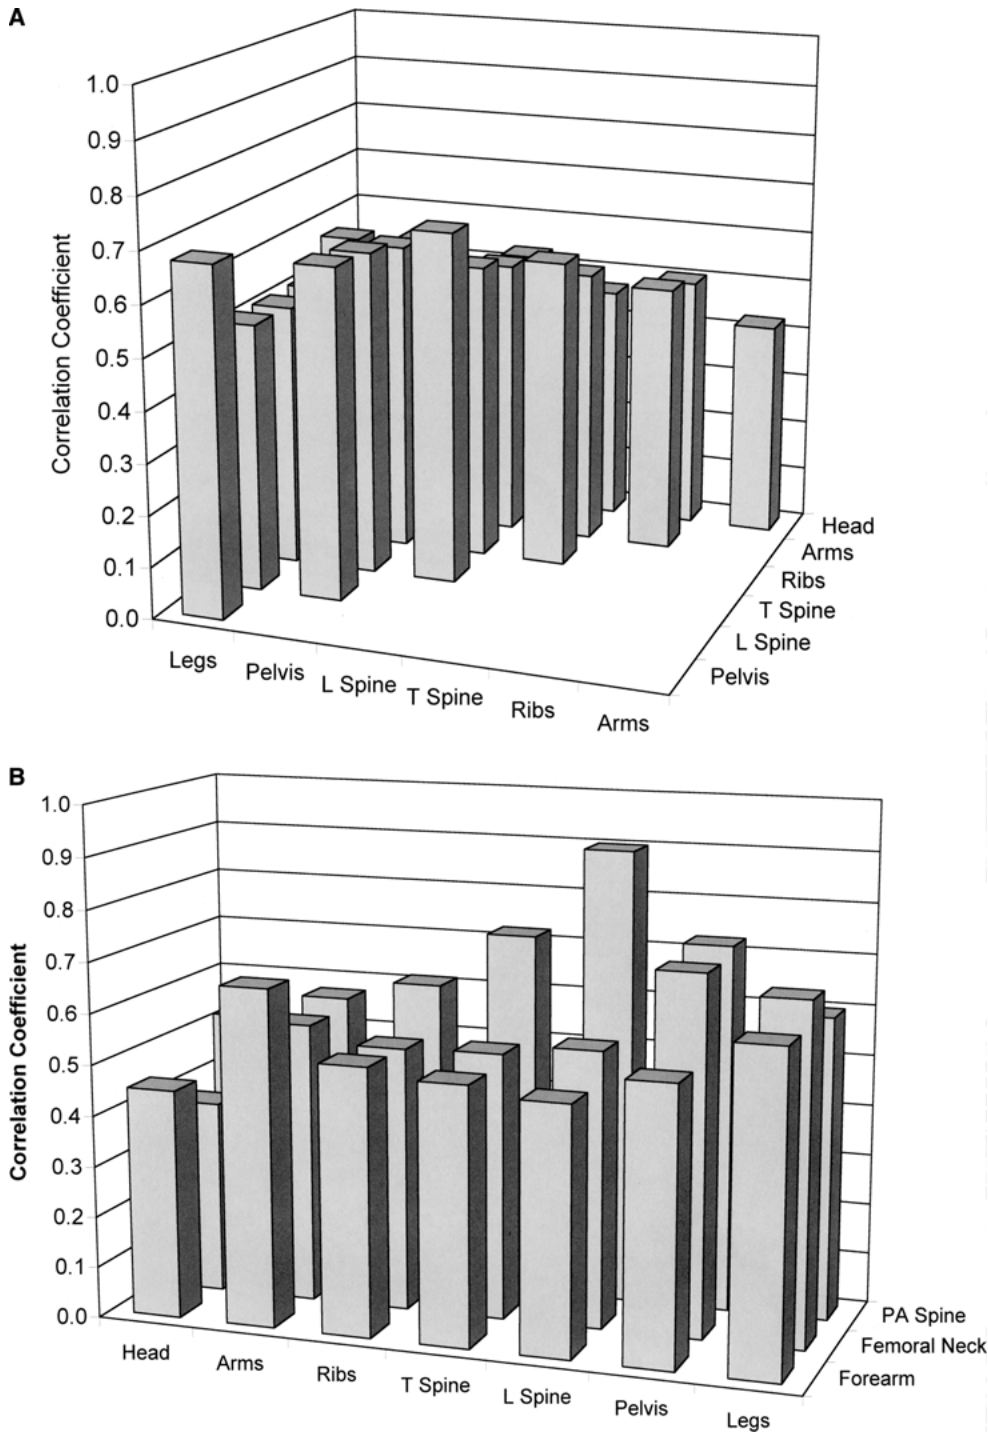 A
1.0
0.9
0.8
0.7
0.6
0.5
0.4
0.3
0.2
0.1
0.0
Correlation Coefficient
Legs
Pelvis
L Spine
T Spine
Ribs
Arms
Head
Arms
Ribs
T Spine
L Spine
Pelvis
B
1.0
0.9
0.8
0.7
0.6
0.5
0.4
0.3
0.2
0.1
0.0
Correlation Coefficient
Head
Arms
Ribs
T Spine
L Spine
Pelvis
Legs
PA Spine
Femoral Neck
Forearm